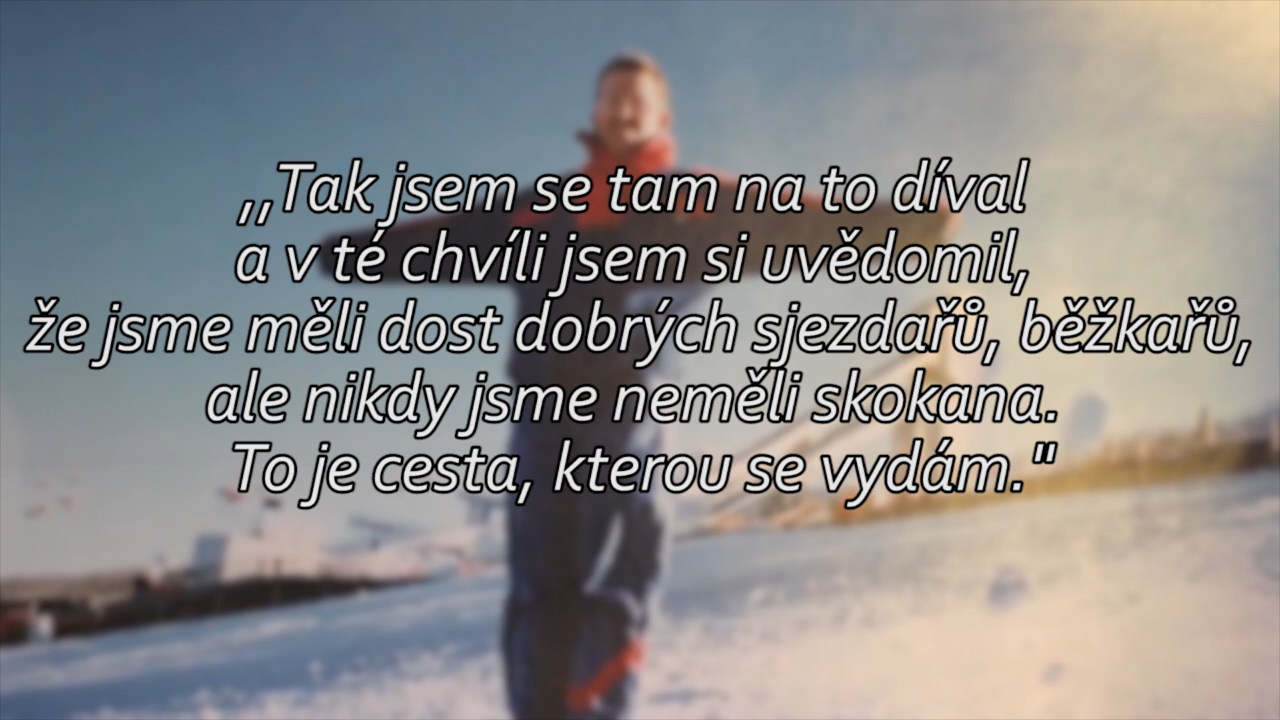 ,,Tak jsem se tam na to díval
a v té chvíli jsem si uvědomil,
že jsme měli dost dobrých sjezdařů, běžkařů,
ale nikdy jsme neměli skokana.
To je cesta, kterou se vydám."